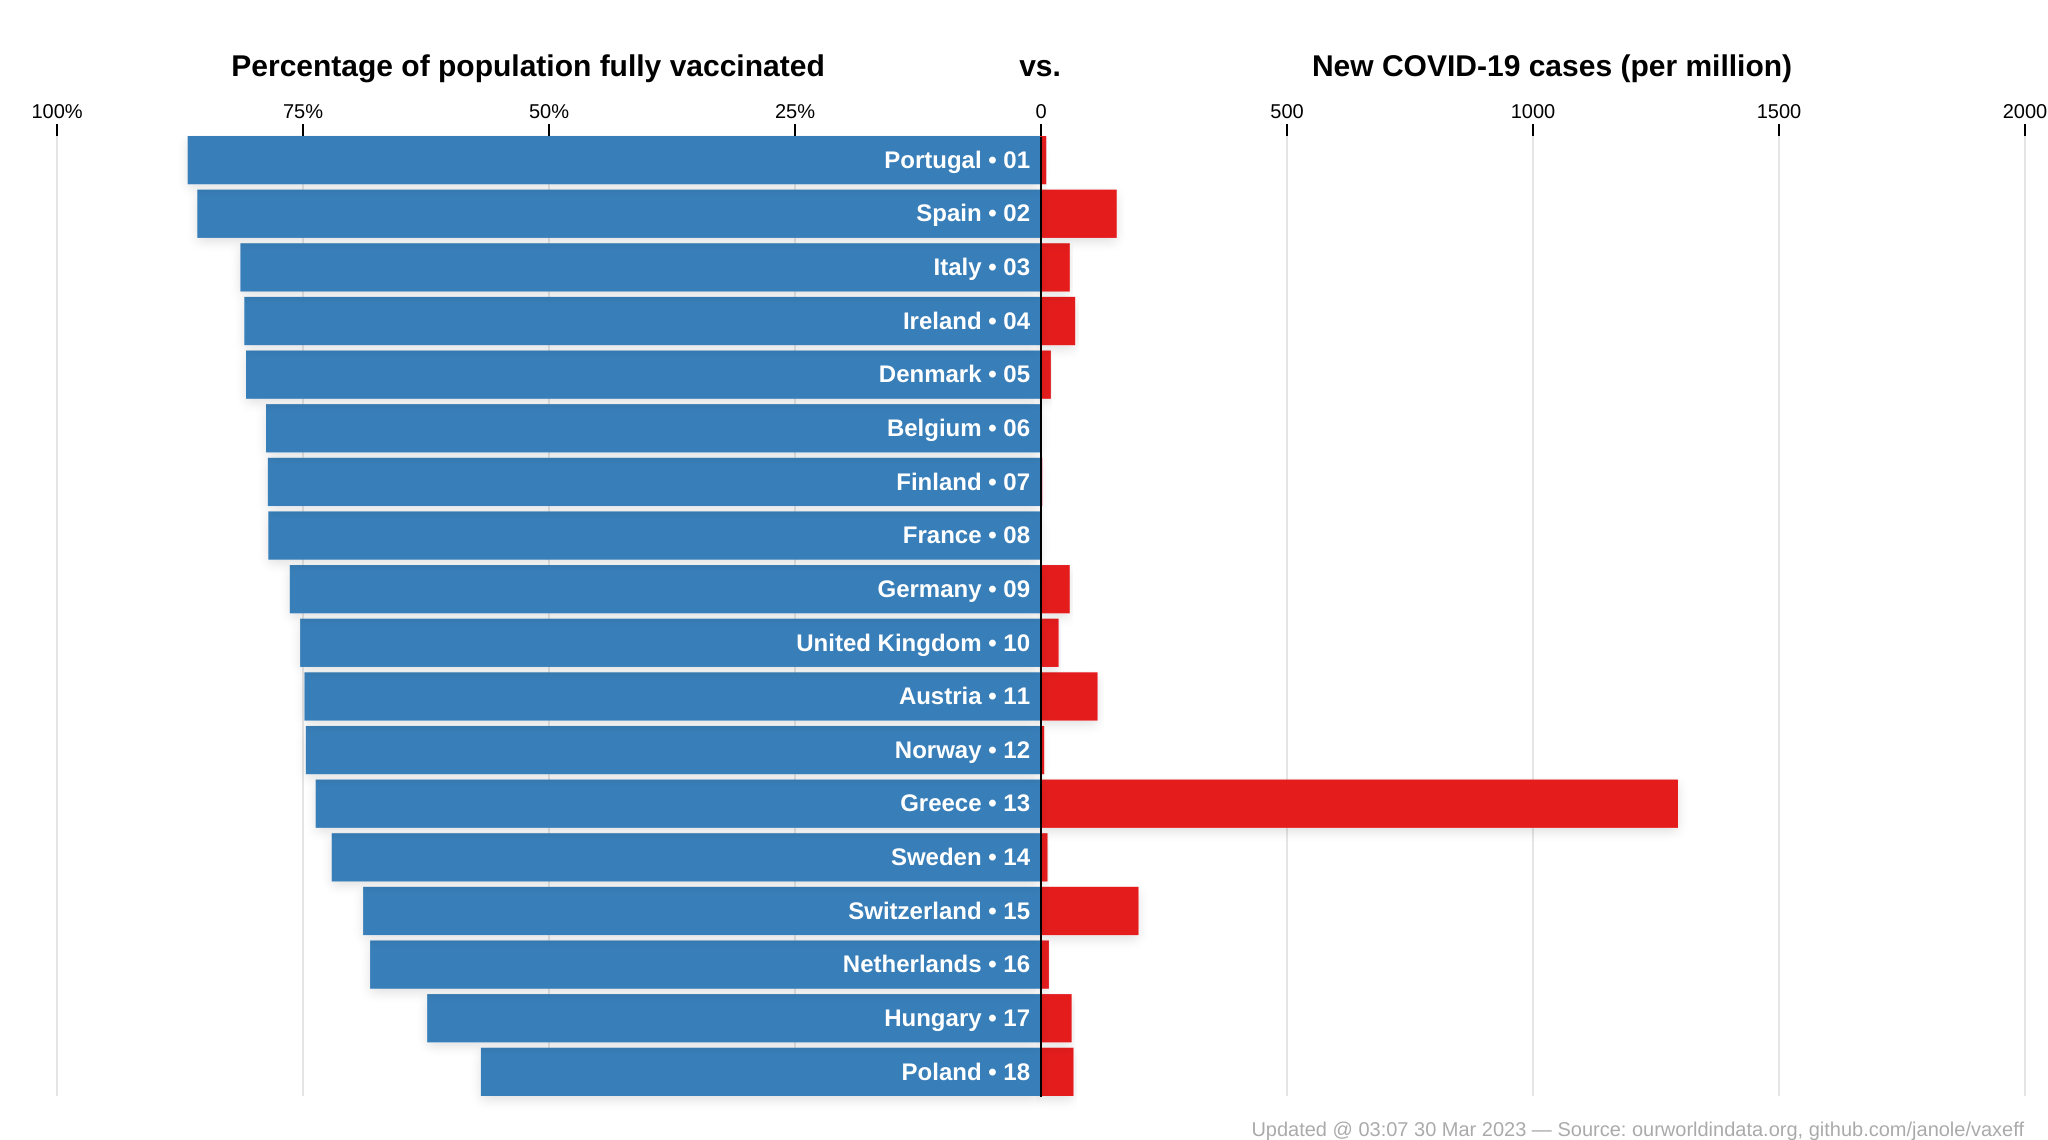 Percentage of population fully vaccinated vs. New COVID-19 cases (per million)
100% 75% 50% 25% 0 500 1000 1500 2000
Portugal • 01
Spain • 02
Italy • 03
Ireland • 04
Denmark • 05
Belgium • 06
Finland • 07
France • 08
Germany • 09
United Kingdom • 10
Austria • 11
Norway • 12
Greece • 13
Sweden • 14
Switzerland • 15
Netherlands • 16
Hungary • 17
Poland • 18
Updated @ 03:07 30 Mar 2023 — Source: ourworldindata.org, github.com/janole/vaxeff